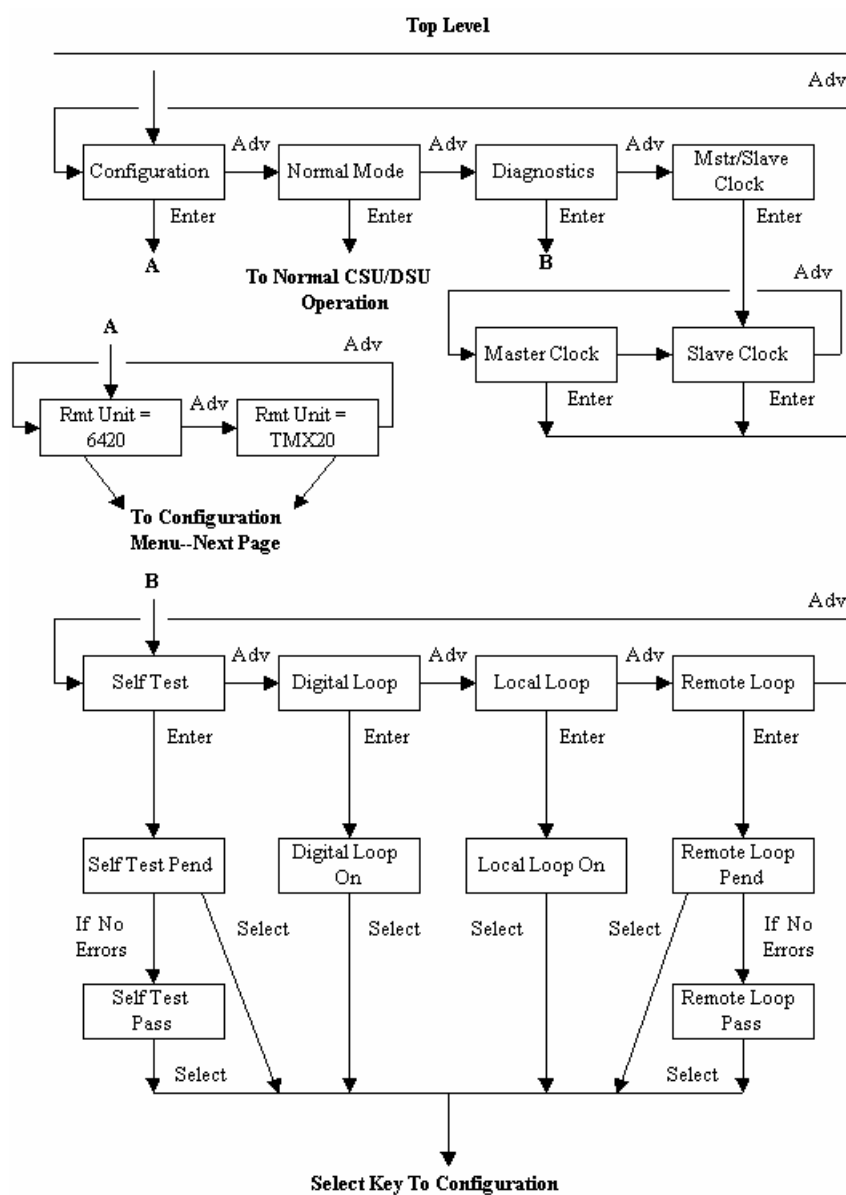 Top Level
Adv
Adv
Adv
Adv
Configuration
Normal Mode
Diagnostics
Mstr/Slave
Clock
Enter
Enter
Enter
Enter
A
To Normal CSU/DSU
Operation
B
Adv
Master Clock
Slave Clock
Enter
Enter
A
Adv
Rmt Unit =
6420
Adv
Rmt Unit =
TMX20
To Configuration
Menu--Next Page
B
Adv
Adv
Adv
Adv
Self Test
Digital Loop
Local Loop
Remote Loop
Enter
Enter
Enter
Enter
Self Test Pend
Digital Loop
On
Local Loop On
Remote Loop
Pend
If No
Errors
Select
Select
Select
Select
If No
Errors
Self Test
Pass
Remote Loop
Pass
Select
Select
Select Key To Configuration